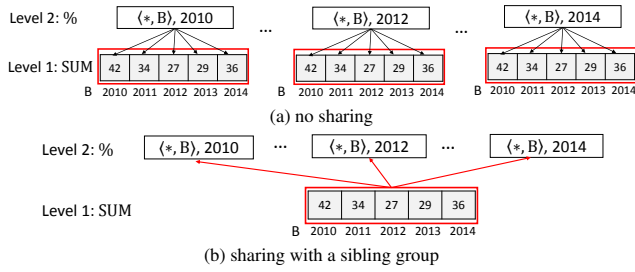 Level 2: % ⟨*, B⟩, 2010 ... ⟨*, B⟩, 2012 ... ⟨*, B⟩, 2014
Level 1: SUM 42 34 27 29 36 42 34 27 29 36 42 34 27 29 36
B 2010 2011 2012 2013 2014 B 2010 2011 2012 2013 2014 B 2010 2011 2012 2013 2014
(a) no sharing
Level 2: % ⟨*, B⟩, 2010 ... ⟨*, B⟩, 2012 ... ⟨*, B⟩, 2014
Level 1: SUM 42 34 27 29 36
B 2010 2011 2012 2013 2014
(b) sharing with a sibling group